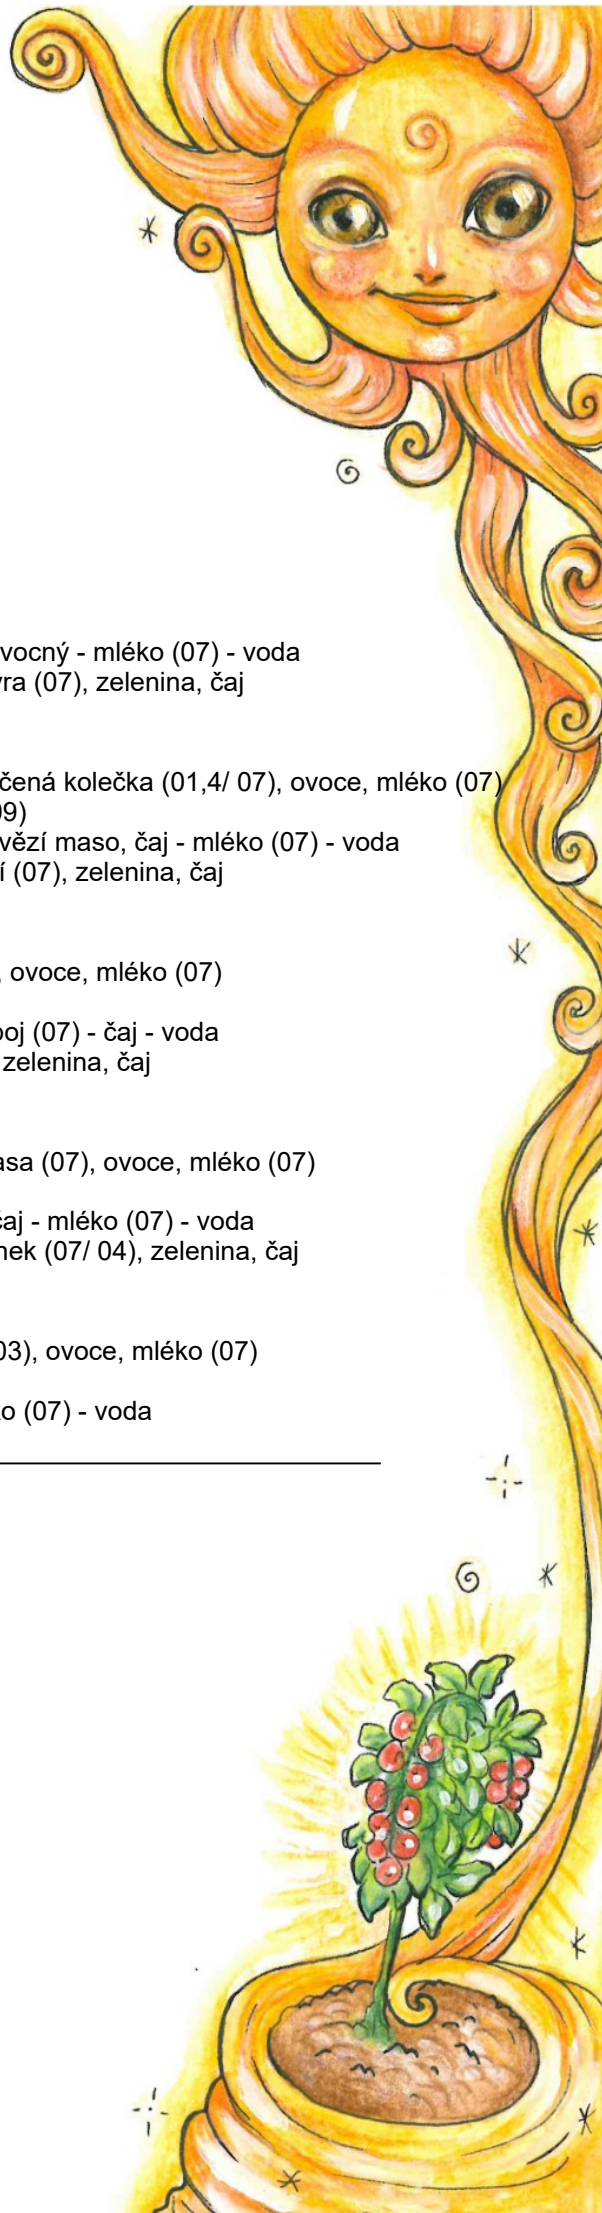 vocný - mléko (07) - voda
ra (07), zelenina, čaj
čená kolečka (01,4/ 07), ovoce, mléko (07)
09)
vězí maso, čaj - mléko (07) - voda
í (07), zelenina, čaj
, ovoce, mléko (07)
oj (07) - čaj - voda
zelenina, čaj
asa (07), ovoce, mléko (07)
čaj - mléko (07) - voda
nek (07/ 04), zelenina, čaj
03), ovoce, mléko (07)
o (07) - voda